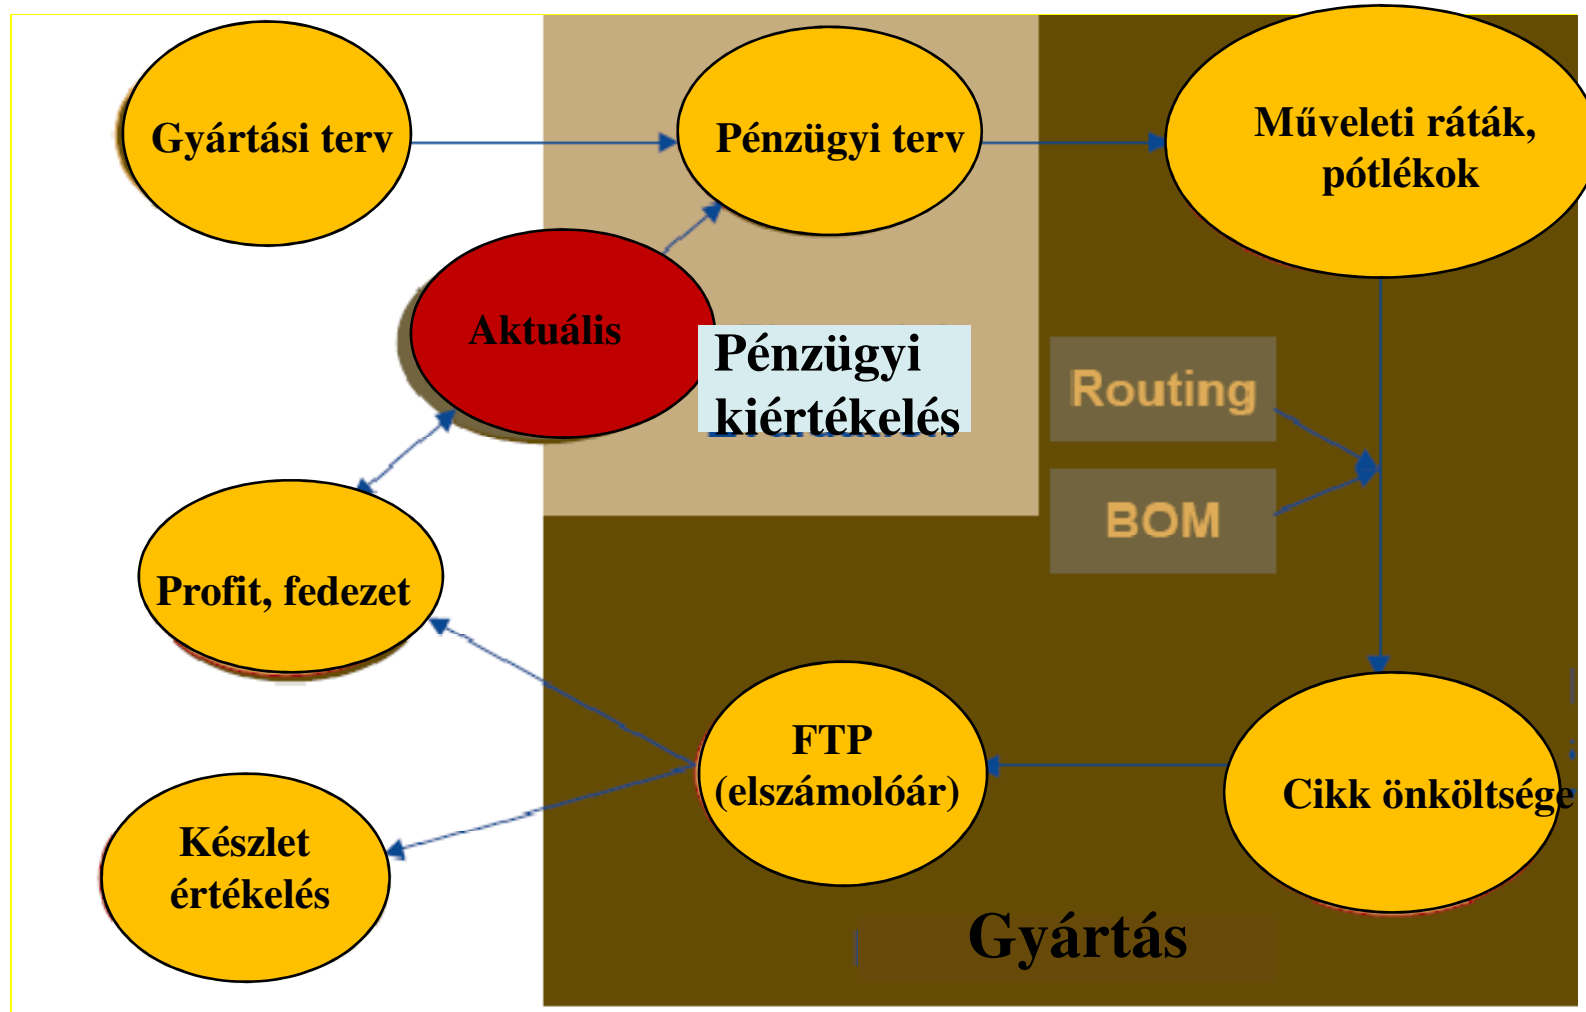 Gyártási terv
Pénzügyi terv
Műveleti ráták,
pótlékok
Aktuális
Pénzügyi
kiértékelés
Routing
BOM
Profit, fedezet
FTP
(elszámolóár)
Cikk önköltsége
Készlet
értékelés
Gyártás